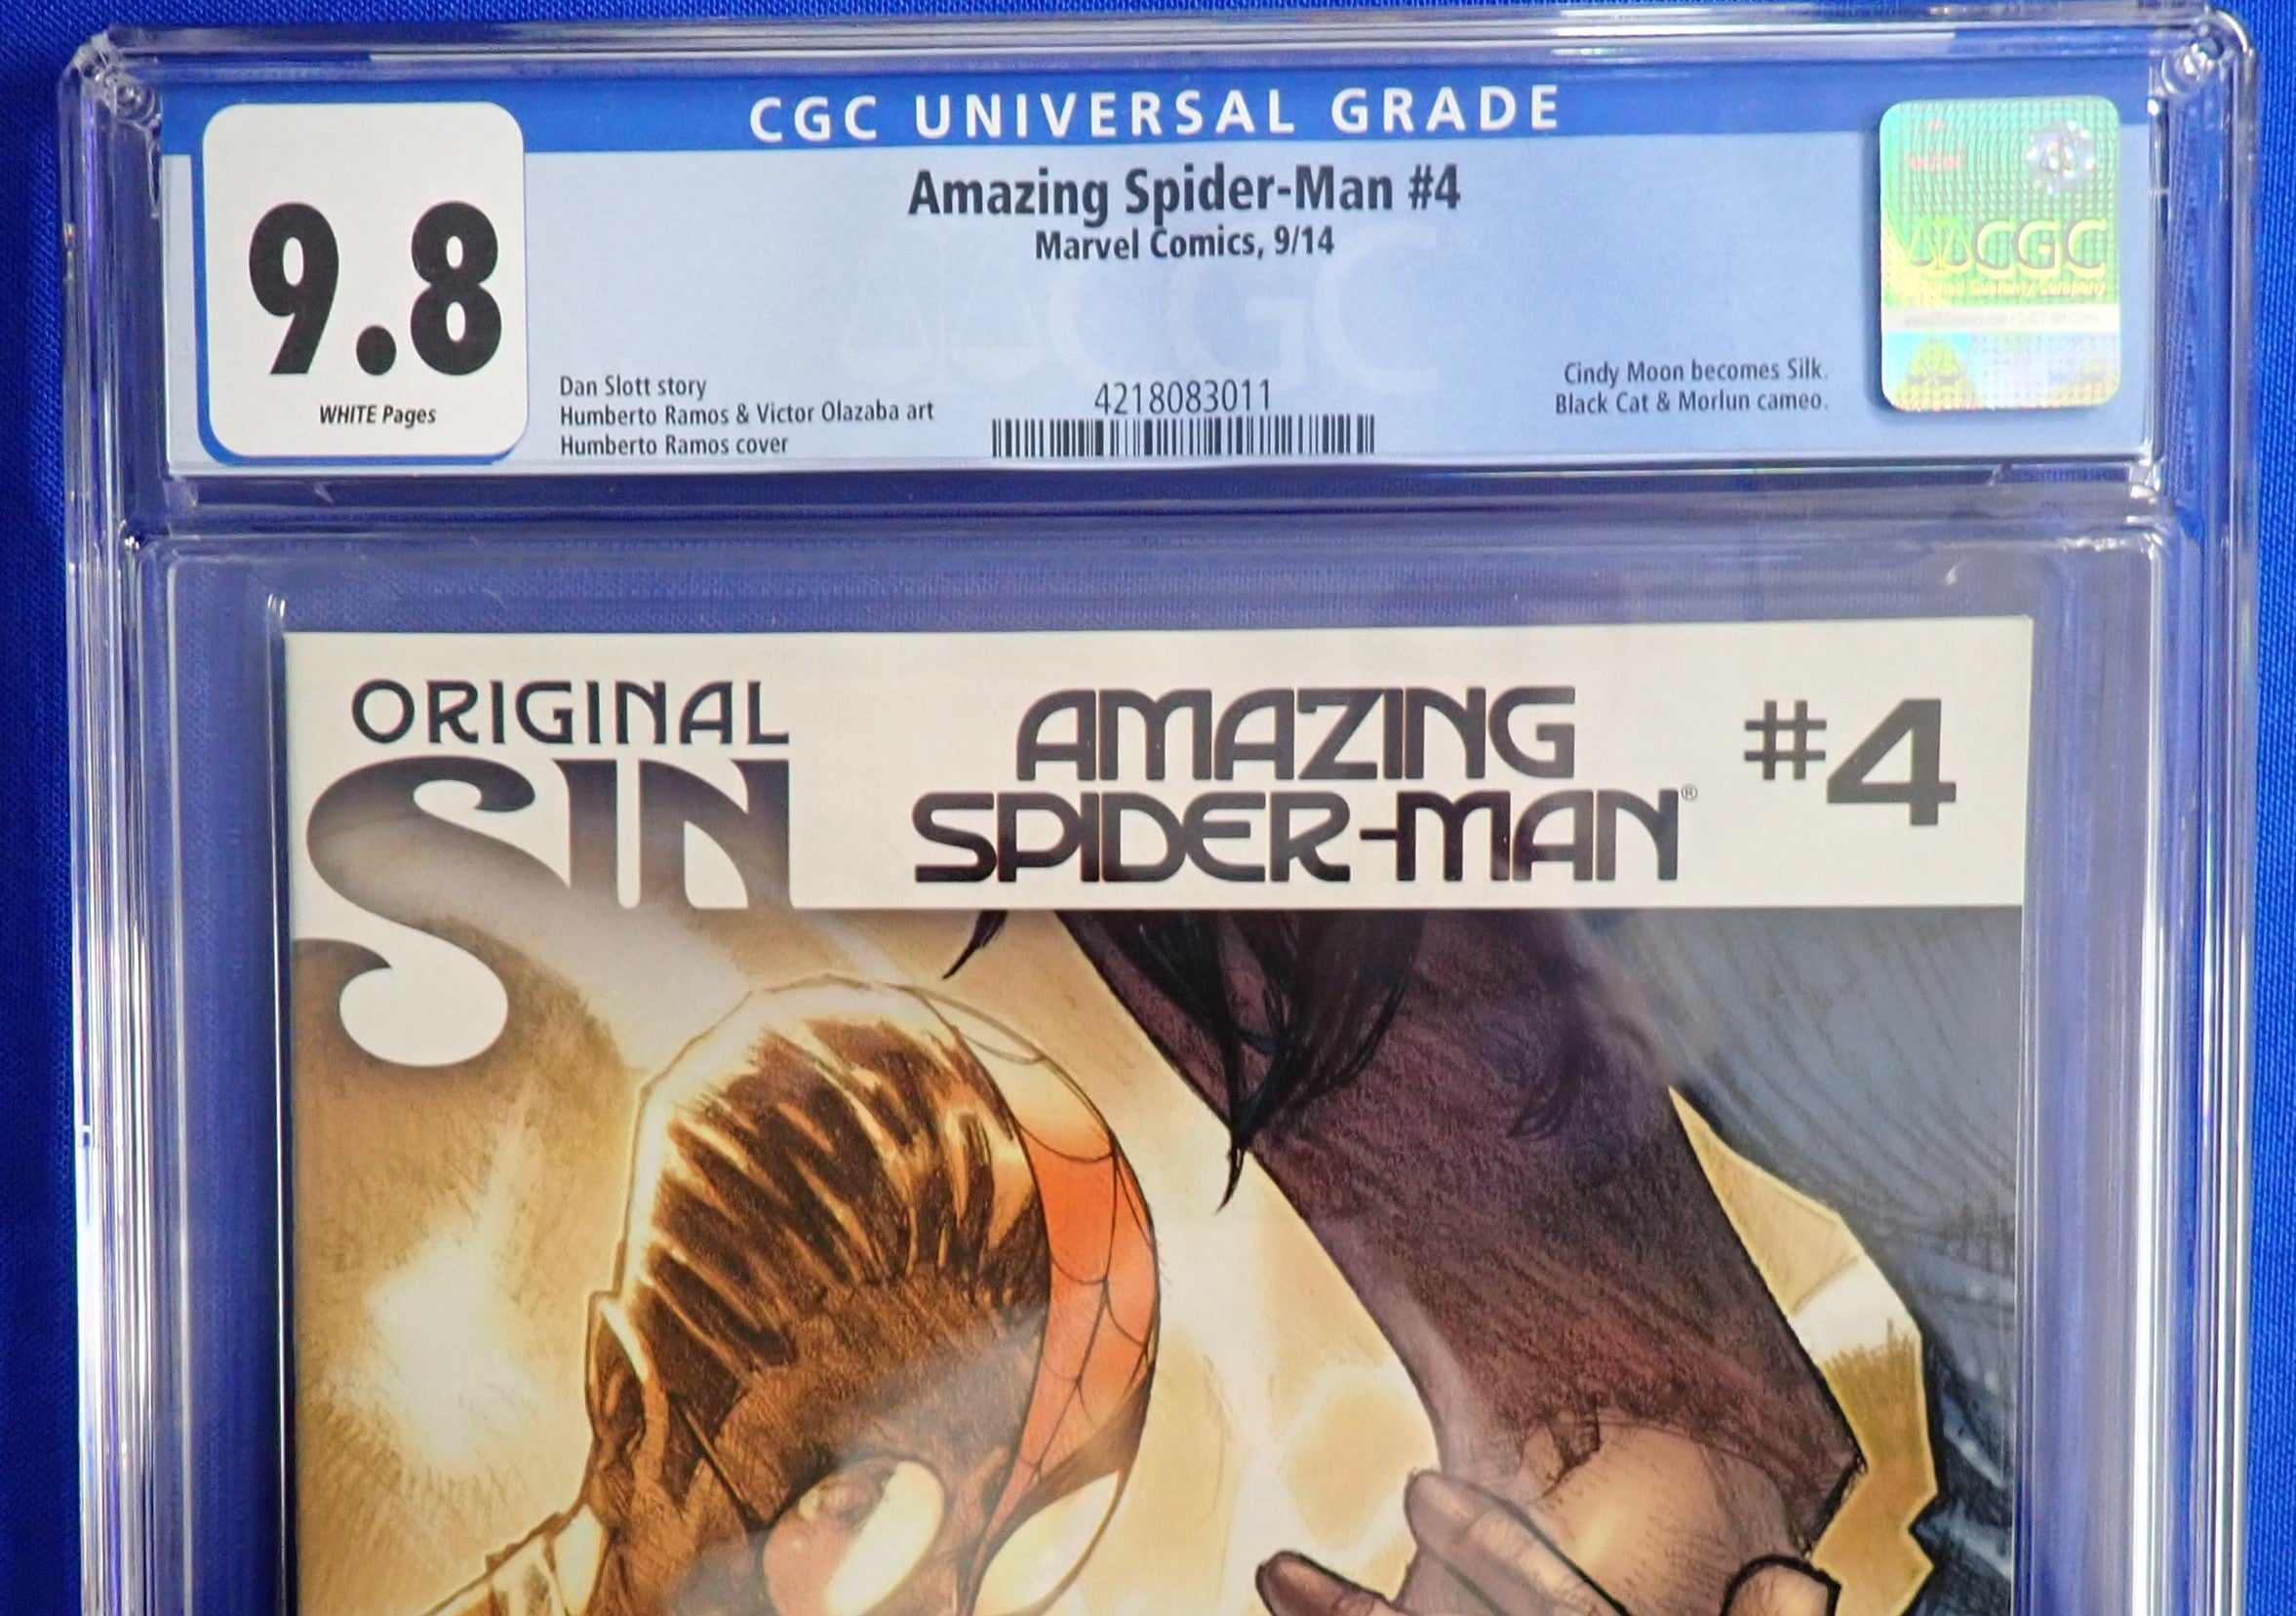 CGC UNIVERSAL GRADE
9.8
WHITE Pages
Amazing Spider-Man #4
Marvel Comics, 9/14
Dan Slott story
Humberto Ramos & Victor Olazaba art
Humberto Ramos cover
4218083011
Cindy Moon becomes Silk.
Black Cat & Morlun cameo.
CGC
CGC
ORIGINAL
SIN
AMAZING
SPIDER-MAN®
#4